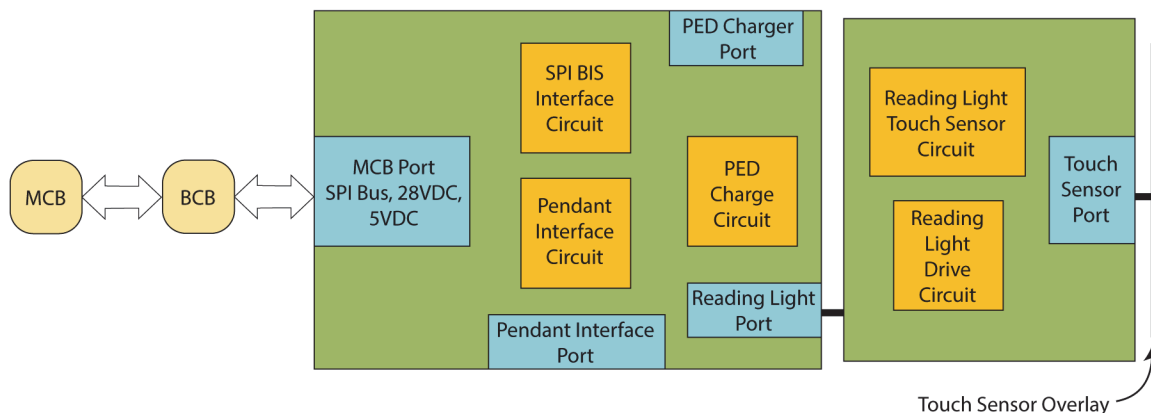 MCB
BCB
MCB Port
SPI Bus, 28VDC,
5VDC
SPI BIS
Interface
Circuit
Pendant
Interface
Circuit
Pendant Interface
Port
PED Charger
Port
PED
Charge
Circuit
Reading Light
Port
Reading Light
Touch Sensor
Circuit
Reading
Light
Drive
Circuit
Touch
Sensor
Port
Touch Sensor Overlay